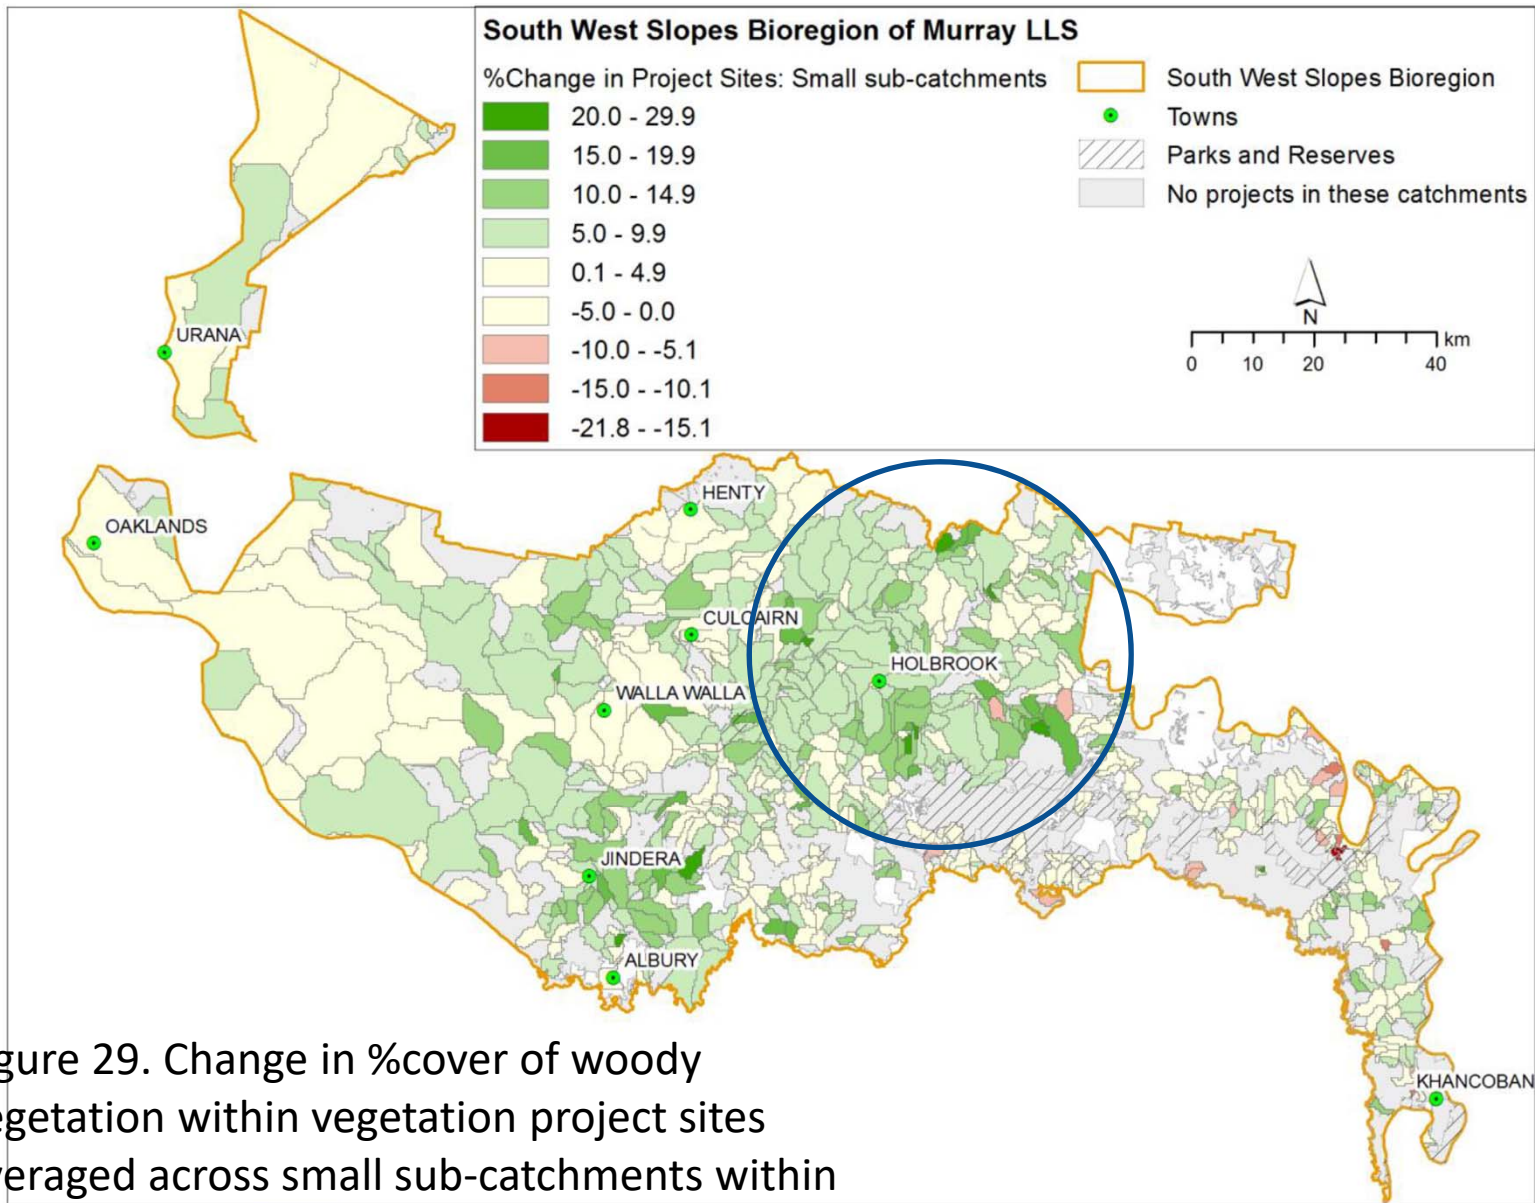 South West Slopes Bioregion of Murray LLS
%Change in Project Sites: Small sub-catchments
20.0 - 29.9
15.0 - 19.9
10.0 - 14.9
5.0 - 9.9
0.1 - 4.9
-5.0 - 0.0
-10.0 - -5.1
-15.0 - -10.1
-21.8 - -15.1
South West Slopes Bioregion
Towns
Parks and Reserves
No projects in these catchments
N
km
0 10 20 40
URANA
HENTY
OAKLANDS
CULCAIRN
HOLBROOK
WALLA WALLA
JINDERA
ALBURY
KHANCOBAN
gure 29. Change in %cover of woody
egetation within vegetation project sites
veraged across small sub-catchments within